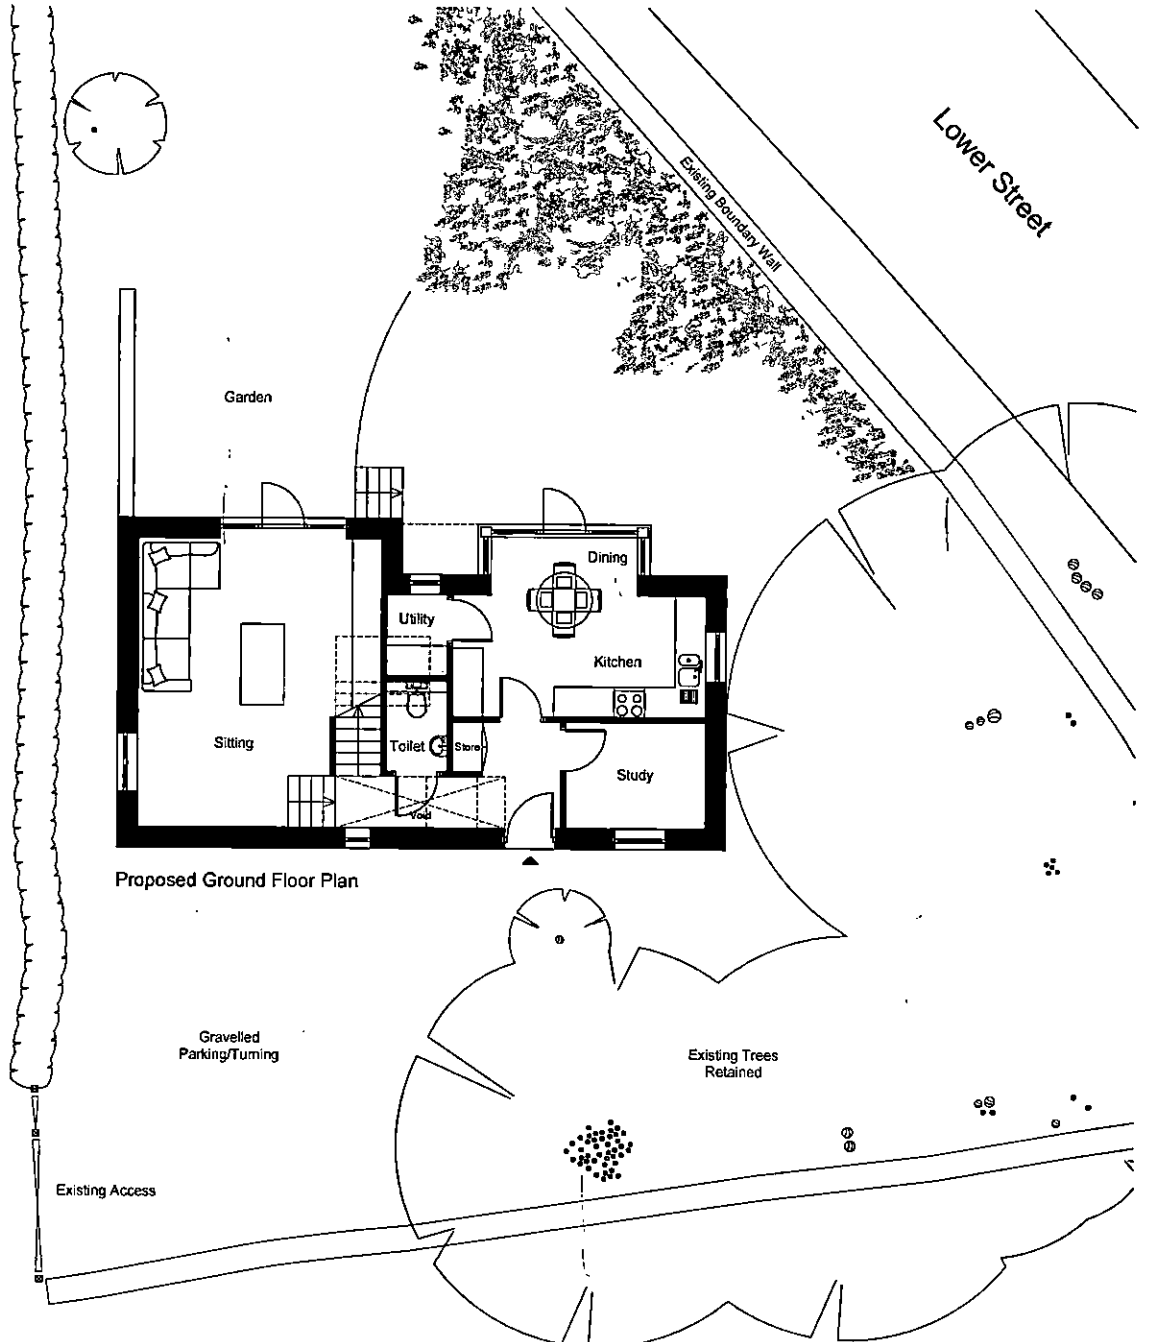 Lower Street
Existing Boundary Wall
Garden
Dining
Utility
Kitchen
Sitting
Toilet
Store
Study
Void
Proposed Ground Floor Plan
Gravelled
Parking/Turning
Existing Trees
Retained
Existing Access